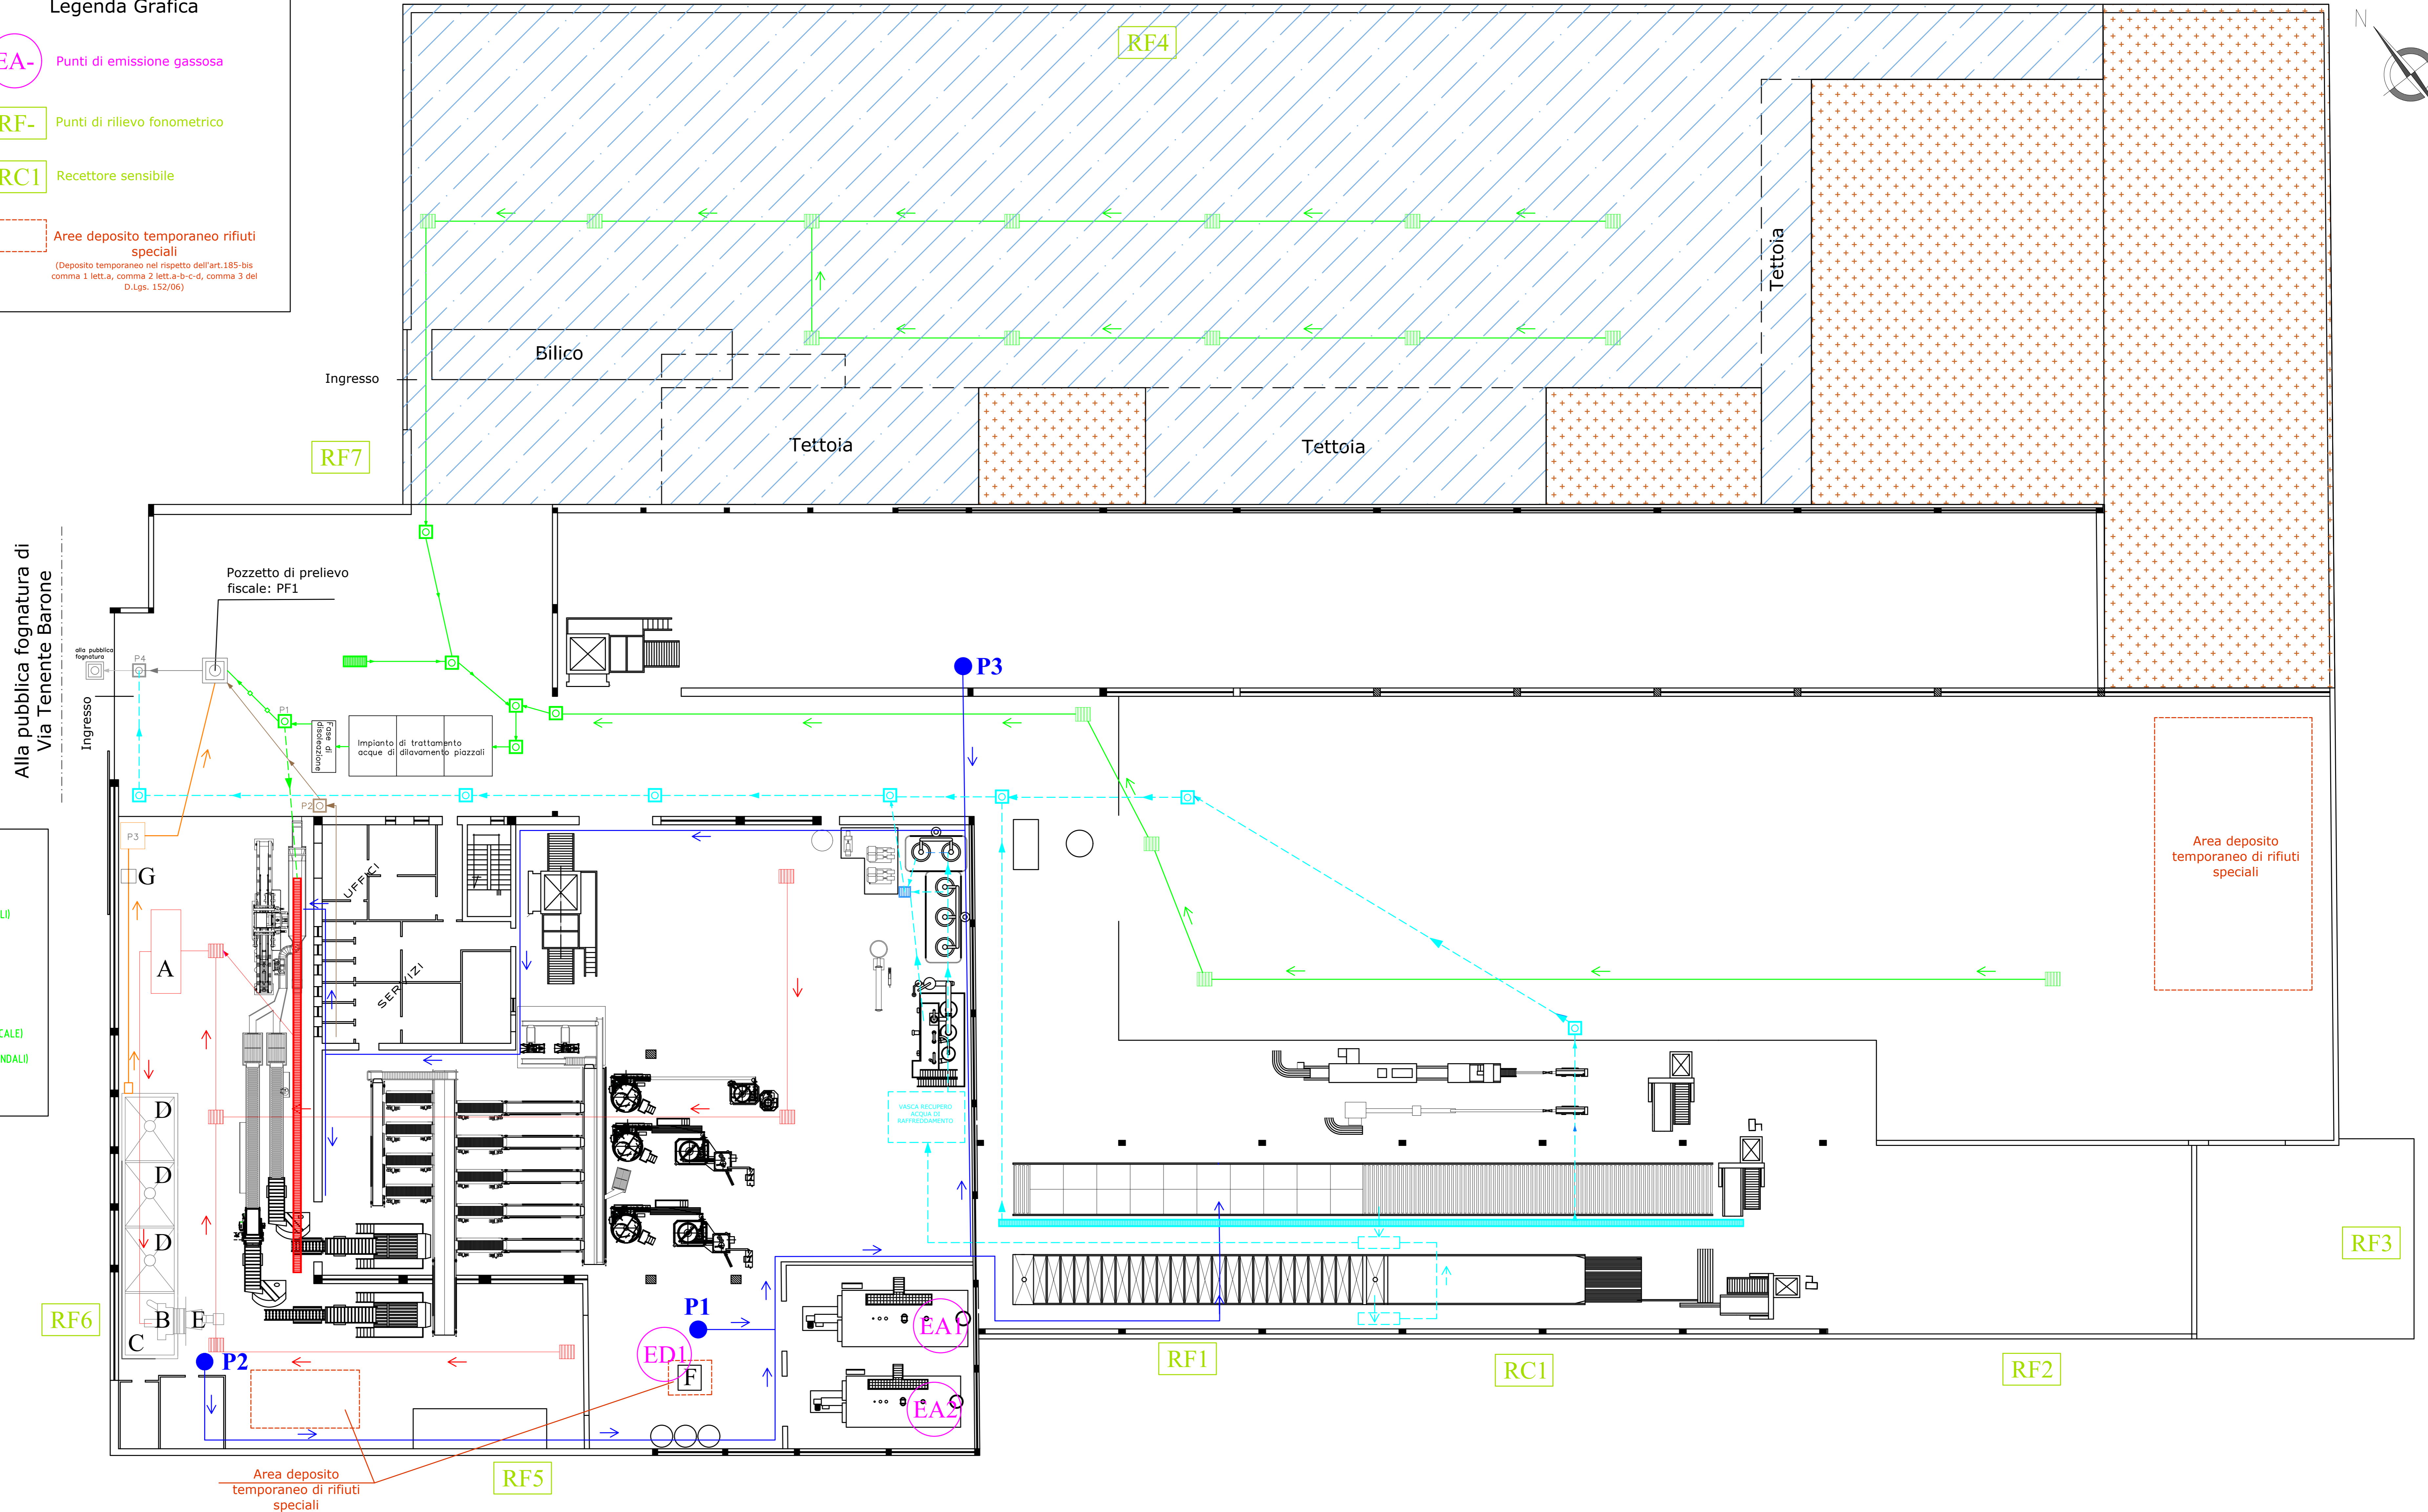 Legenda Grafica
EA-
Punti di emissione gassosa
RF-
Punti di rilievo fonometrico
RC1
Recettore sensibile
Aree deposito temporaneo rifiuti
speciali
(Deposito temporaneo nel rispetto dell'art.185-bis
comma 1 lett.a, comma 2 lett.a-b-c-d, comma 3 del
D.Lgs. 152/06)
N
RF4
Tettoia
Bilico
Ingresso
Tettoia
Tettoia
RF7
Alla pubblica fognatura di
Via Tenente Barone
Pozzetto di prelievo
fiscale: PF1
alla pubblica
fognatura
P4
P3
Ingresso
P1
Fase di
disoleazione
Impianto di trattamento
acque di dilavamento piazzali
P2
P3
G
UFFICI
Area deposito
temporaneo di rifiuti
speciali
LI)
A
SERVIZI
CALE)
NDALI)
D
VASCA RECUPERO
ACQUA DI
RAFFREDDAMENTO
D
D
RF3
RF6
B
E
C
P1
EA1
ED1
P2
F
RF1
RC1
RF2
EA2
Area deposito
temporaneo di rifiuti
speciali
RF5